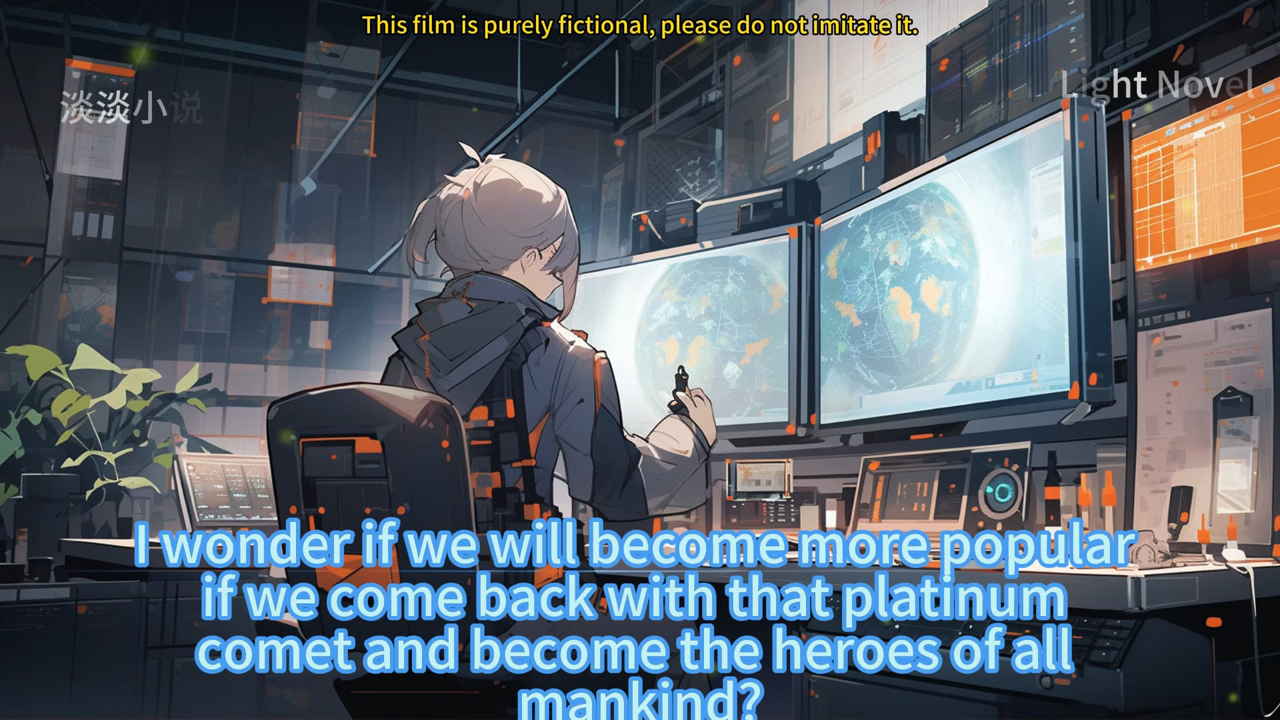 This film is purely fictional, please do not imitate it.
淡淡小说
Light Novel
I wonder if we will become more popular
if we come back with that platinum
comet and become the heroes of all
mankind?